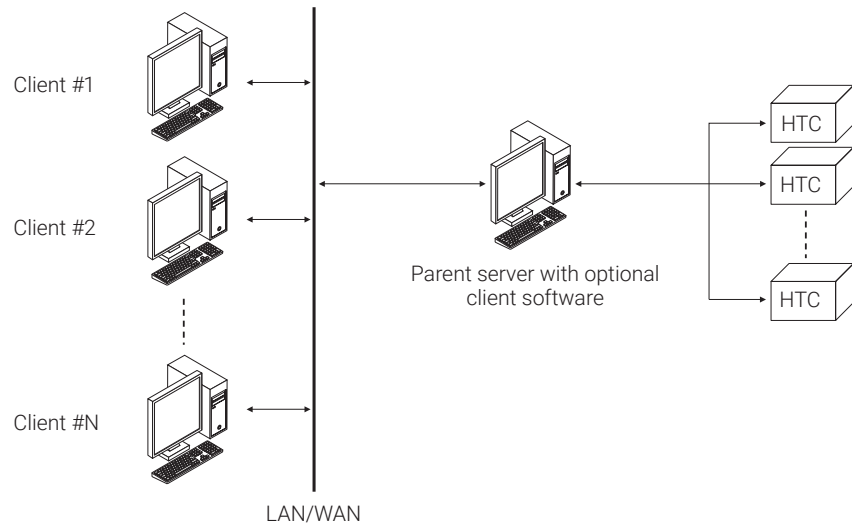 Client #1
Client #2
Client #N
LAN/WAN
Parent server with optional
client software
HTC
HTC
HTC